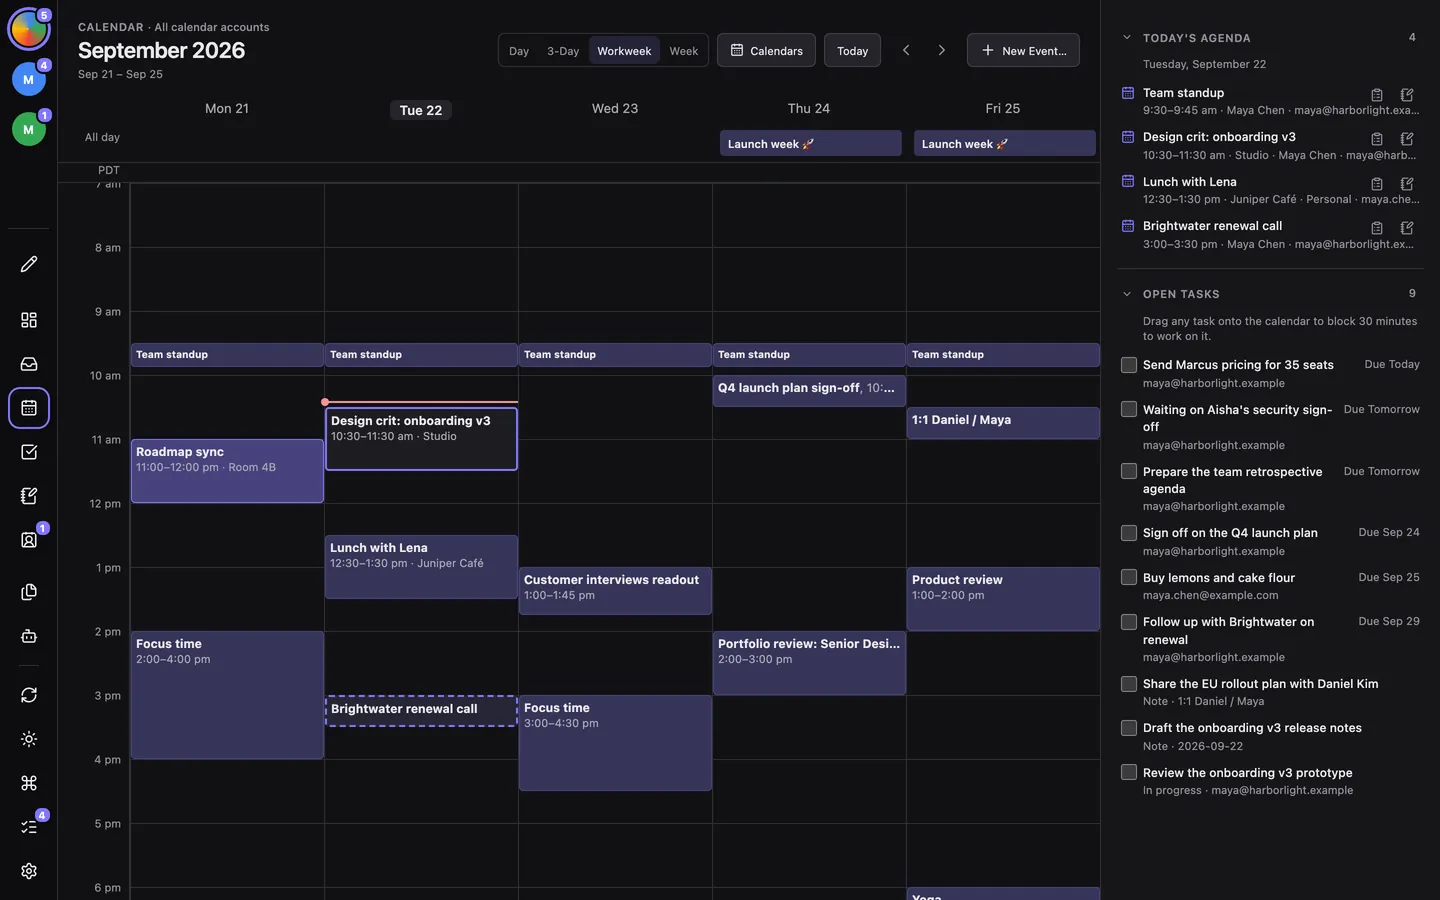 5
M
4
M
1
1
4
CALENDAR · All calendar accounts
September 2026
Sep 21 – Sep 25
Day
3-Day
Workweek
Week
Calendars
Today
New Event...
Mon 21
Tue 22
Wed 23
Thu 24
Fri 25
All day
Launch week 🚀
Launch week 🚀
PDT
7 am
8 am
9 am
10 am
11 am
12 pm
1 pm
2 pm
3 pm
4 pm
5 pm
6 pm
Roadmap sync
11:00–12:00 pm · Room 4B
Focus time
2:00–4:00 pm
Team standup
Team standup
Team standup
Team standup
Team standup
Design crit: onboarding v3
10:30–11:30 am · Studio
Lunch with Lena
12:30–1:30 pm · Juniper Café
Brightwater renewal call
Customer interviews readout
1:00–1:45 pm
Focus time
3:00–4:30 pm
Q4 launch plan sign-off, 10:...
Portfolio review: Senior Desi...
2:00–3:00 pm
1:1 Daniel / Maya
Product review
1:00–2:00 pm
Yoga
TODAY'S AGENDA
4
Tuesday, September 22
Team standup
9:30–9:45 am · Maya Chen · maya@harborlight.exa...
Design crit: onboarding v3
10:30–11:30 am · Studio · Maya Chen · maya@harb...
Lunch with Lena
12:30–1:30 pm · Juniper Café · Personal · maya.che...
Brightwater renewal call
3:00–3:30 pm · Maya Chen · maya@harborlight.ex...
OPEN TASKS
9
Drag any task onto the calendar to block 30 minutes
to work on it.
Send Marcus pricing for 35 seats
Due Today
maya@harborlight.example
Waiting on Aisha's security sign-
off
Due Tomorrow
maya@harborlight.example
Prepare the team retrospective
agenda
Due Tomorrow
maya@harborlight.example
Sign off on the Q4 launch plan
Due Sep 24
maya@harborlight.example
Buy lemons and cake flour
Due Sep 25
maya.chen@example.com
Follow up with Brightwater on
renewal
Due Sep 29
maya@harborlight.example
Share the EU rollout plan with Daniel Kim
Note · 1:1 Daniel / Maya
Draft the onboarding v3 release notes
Note · 2026-09-22
Review the onboarding v3 prototype
In progress · maya@harborlight.example